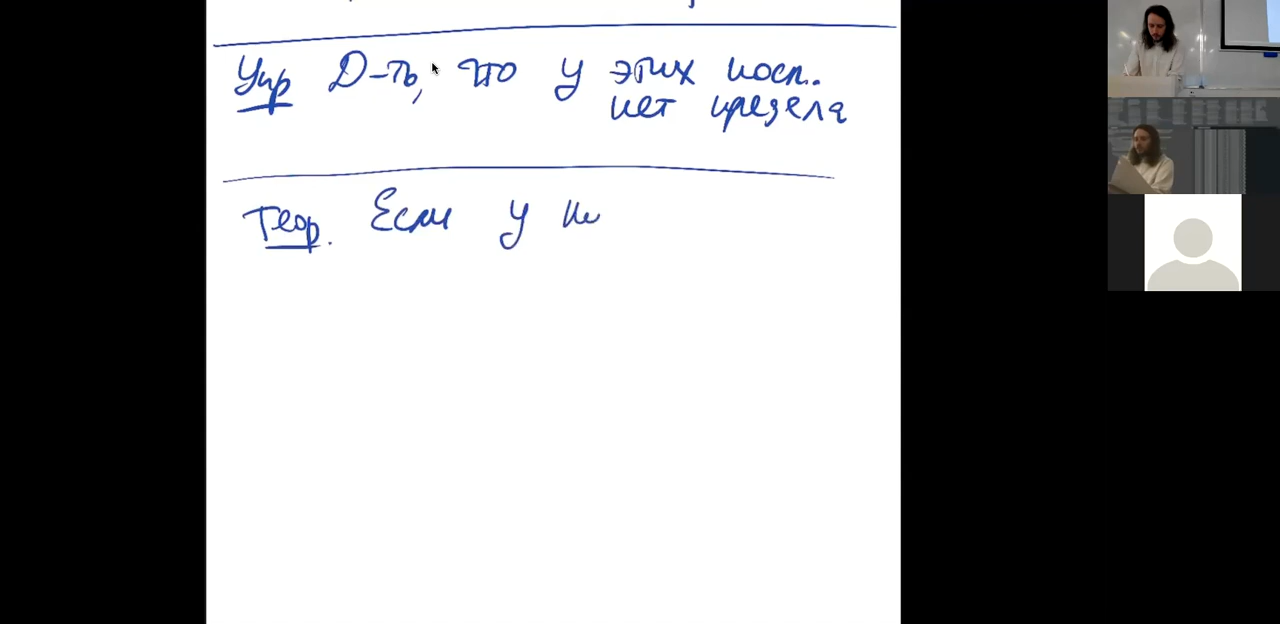 Упр Д-ть, что у этих посл.
нет предела
Теор. Если у